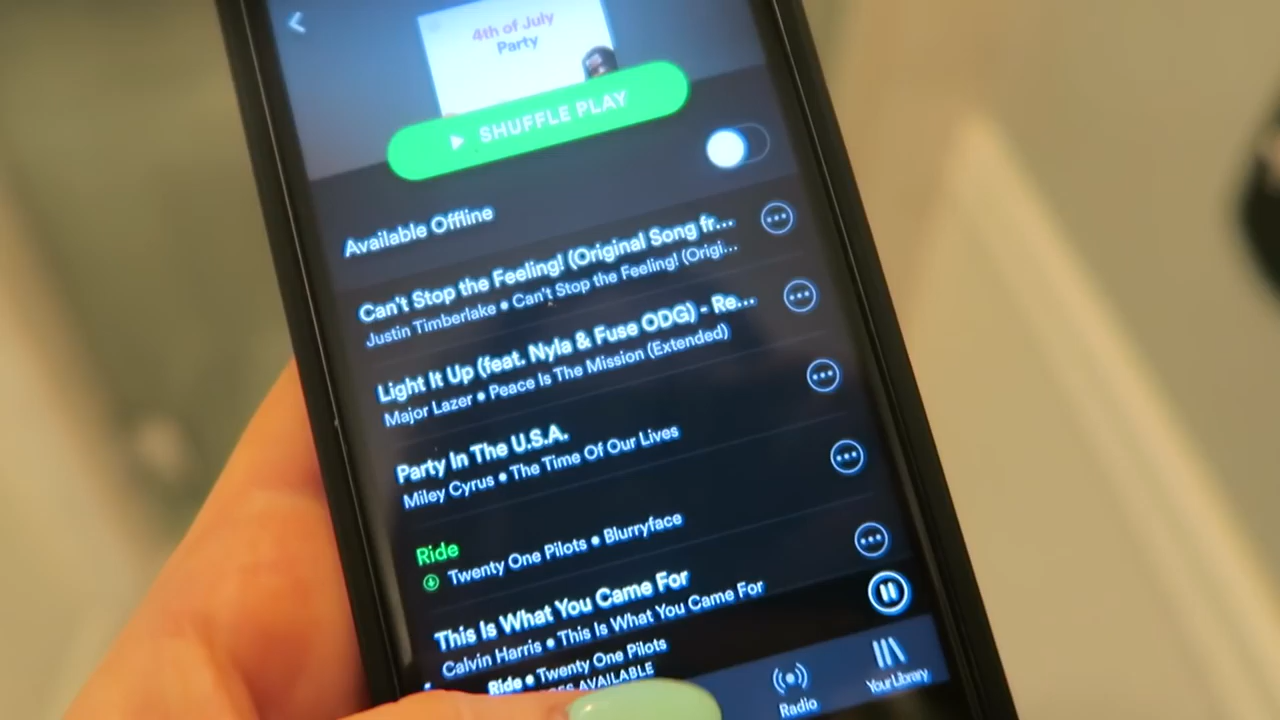 4th of July
Party
SHUFFLE PLAY
Available Offline
Can't Stop the Feeling! (Original Song fr...
Justin Timberlake • Can't Stop the Feeling! (Origi...
Light It Up (feat. Nyla & Fuse ODG) - Re...
Major Lazer • Peace Is The Mission (Extended)
Party In The U.S.A.
Miley Cyrus • The Time Of Our Lives
Ride
Twenty One Pilots • Blurryface
This Is What You Came For
Calvin Harris • This Is What You Came For
Ride • Twenty One Pilots
AVAILABLE
Radio
Your Library